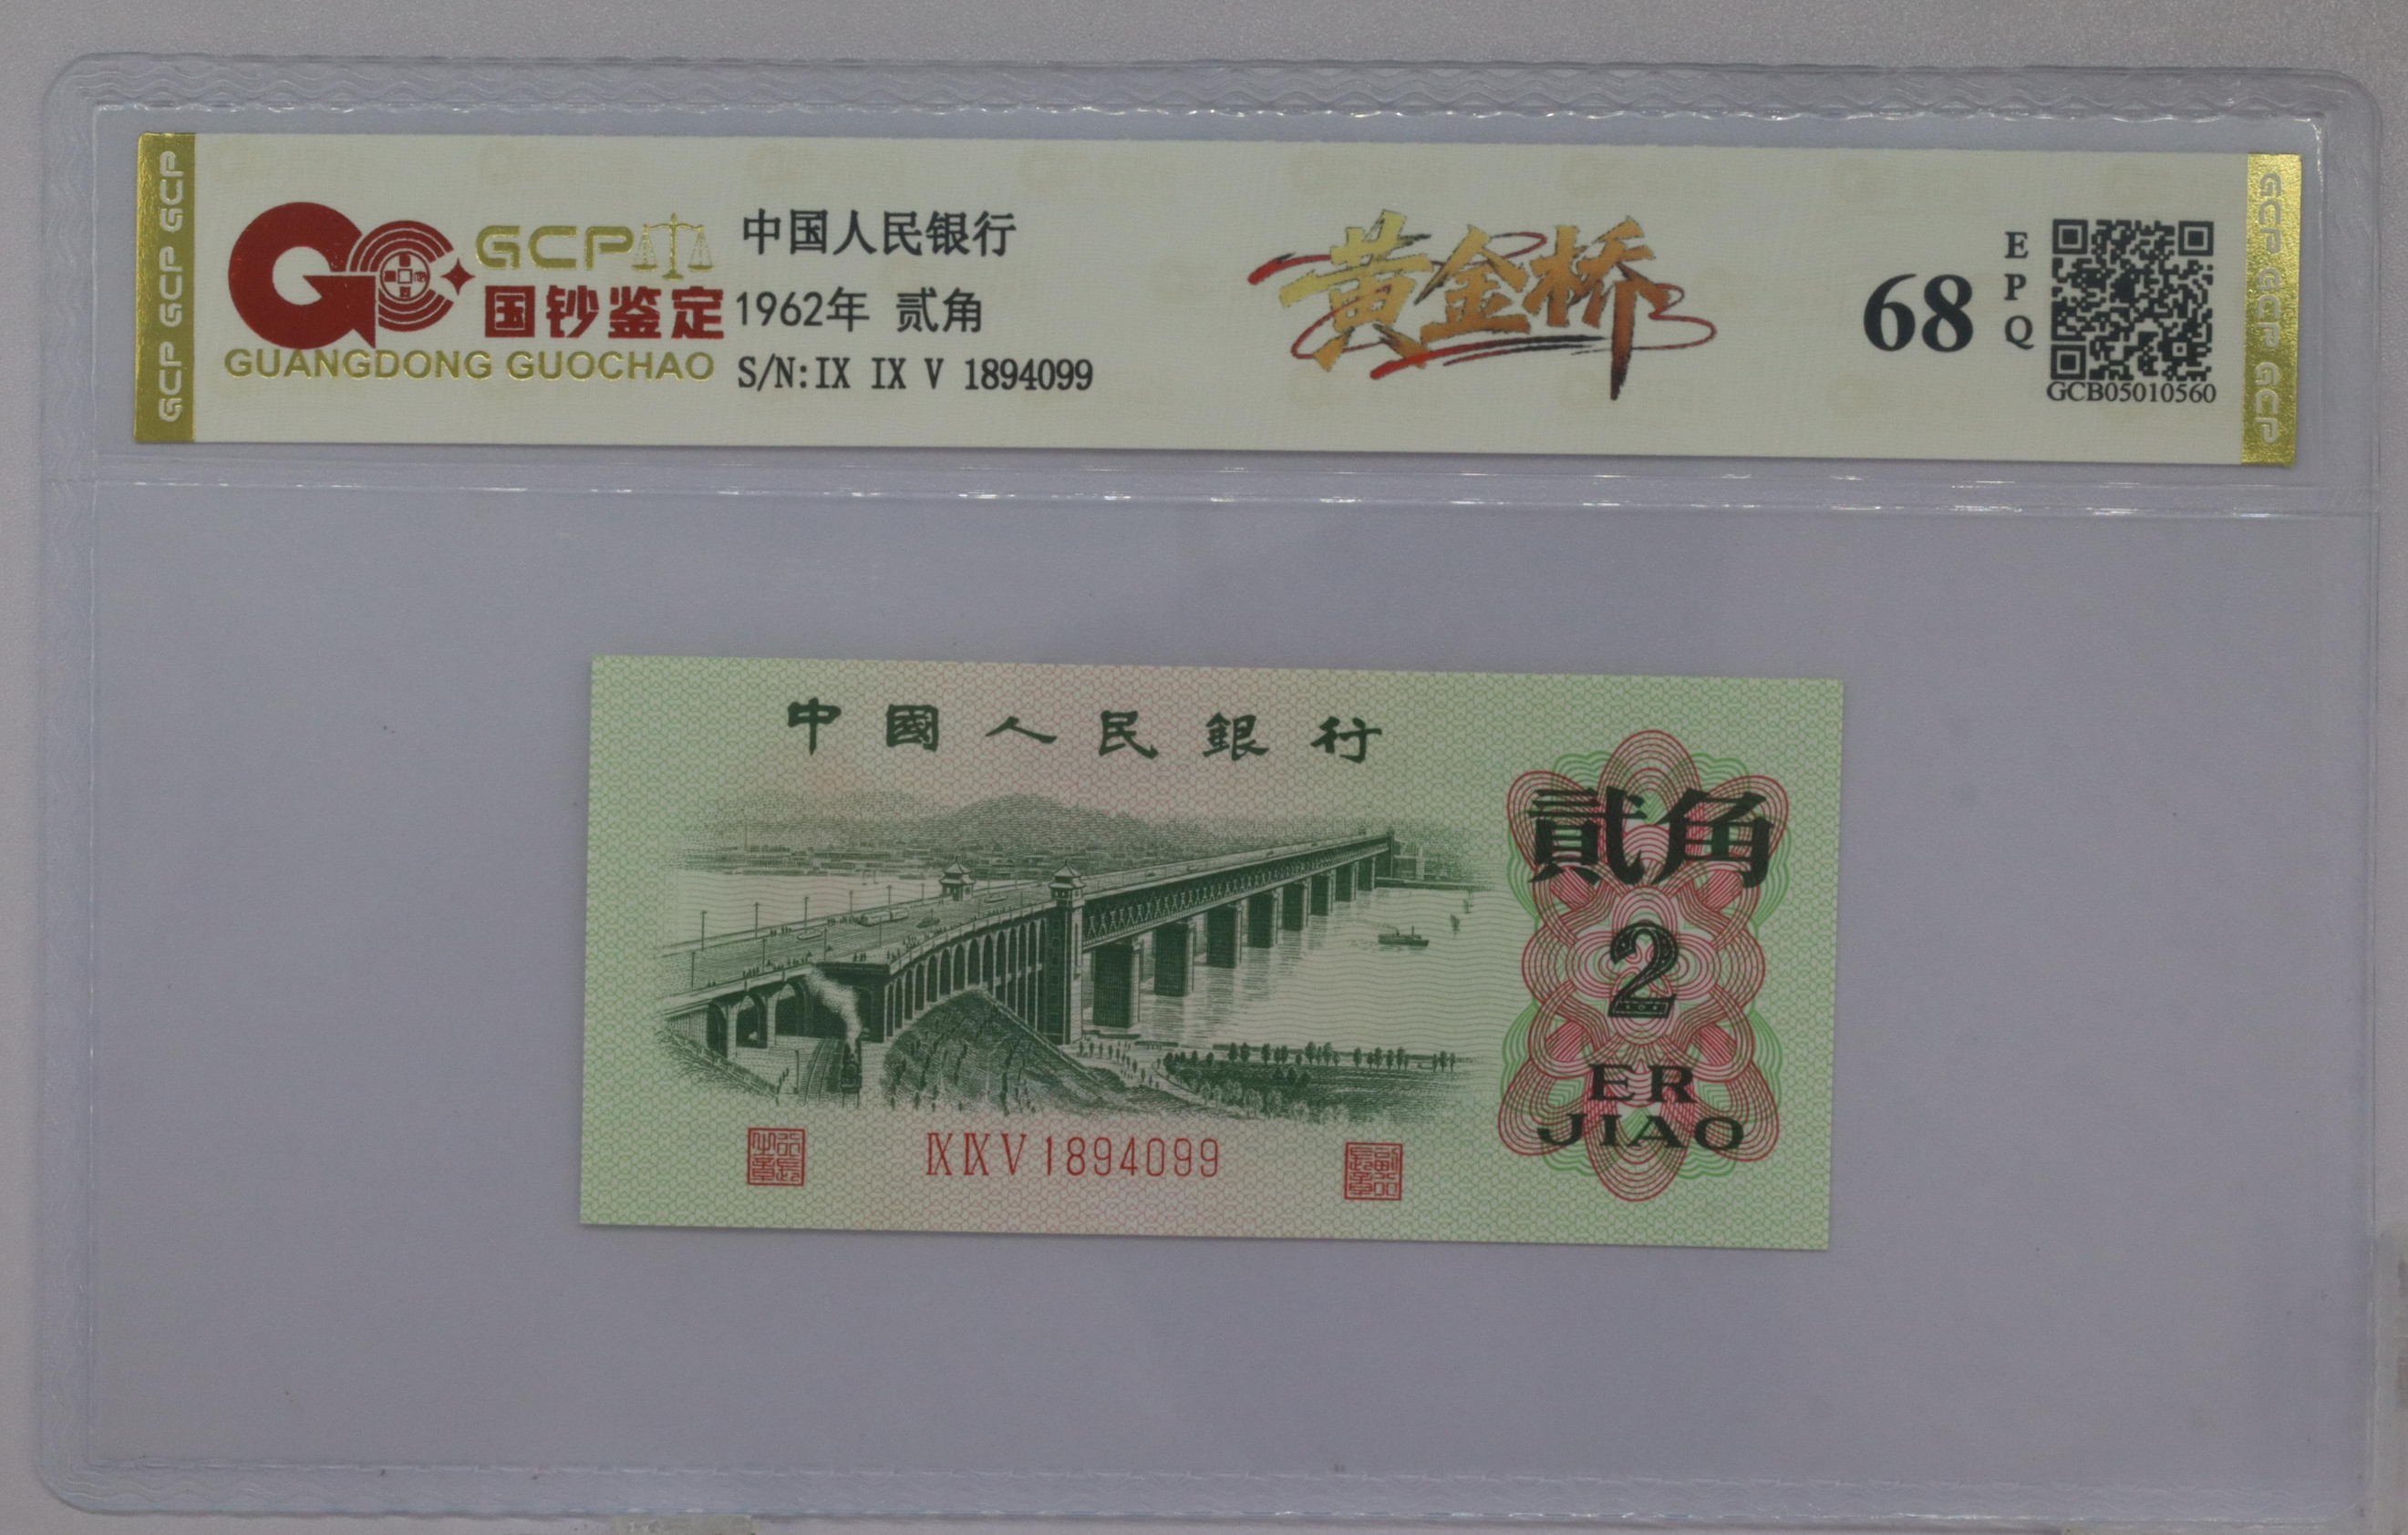 GCP GCP GCP
GCP
国钞鉴定
GUANGDONG GUOCHAO
中国人民银行
1962年 贰角
S/N:IX IX V 1894099
黄金桥
68
EPQ
GCB05010560
GCP GCP GCP
中國人民銀行
貳角
2
ER
JIAO
IX IX V 1894099